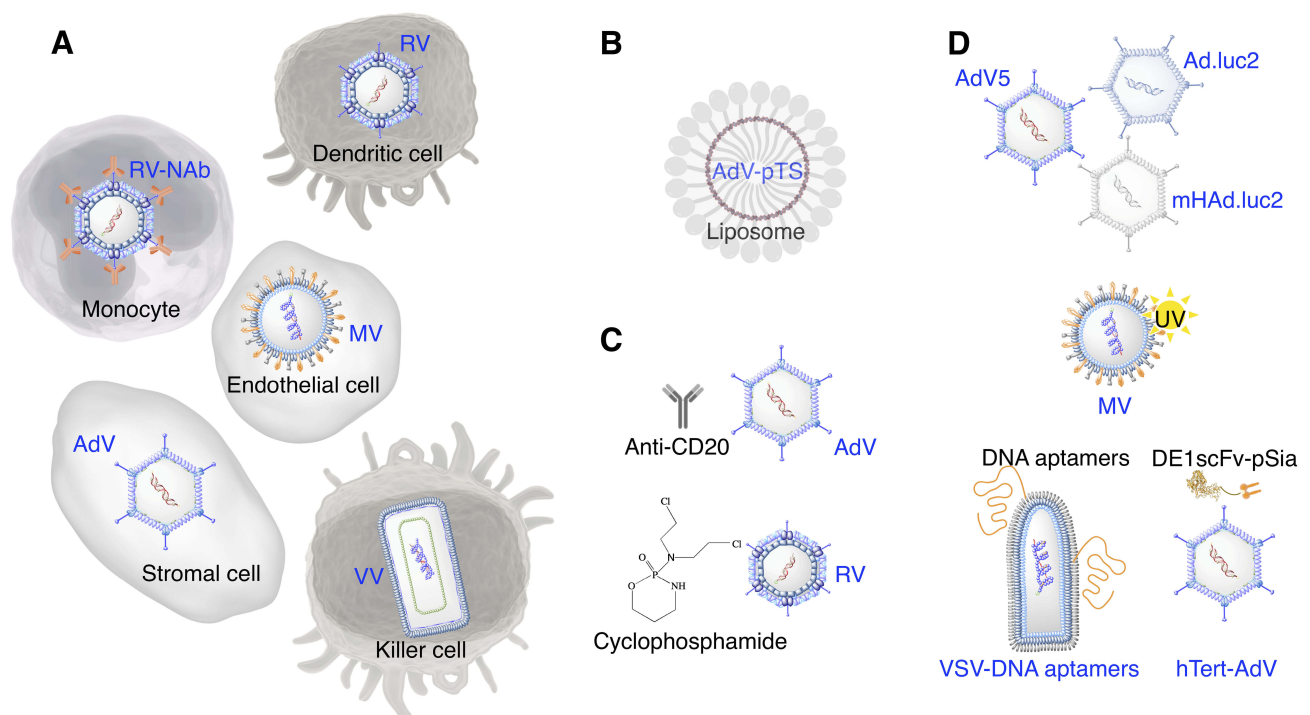 A
RV
Dendritic cell
RV-NAb
Monocyte
MV
Endothelial cell
AdV
Stromal cell
VV
Killer cell
B
AdV-pTS
Liposome
C
Anti-CD20
AdV
Cl
Cl
O
N
P
O
NH
RV
Cyclophosphamide
D
Ad.luc2
AdV5
mHAd.luc2
UV
MV
DNA aptamers
DE1scFv-pSia
VSV-DNA aptamers
hTert-AdV